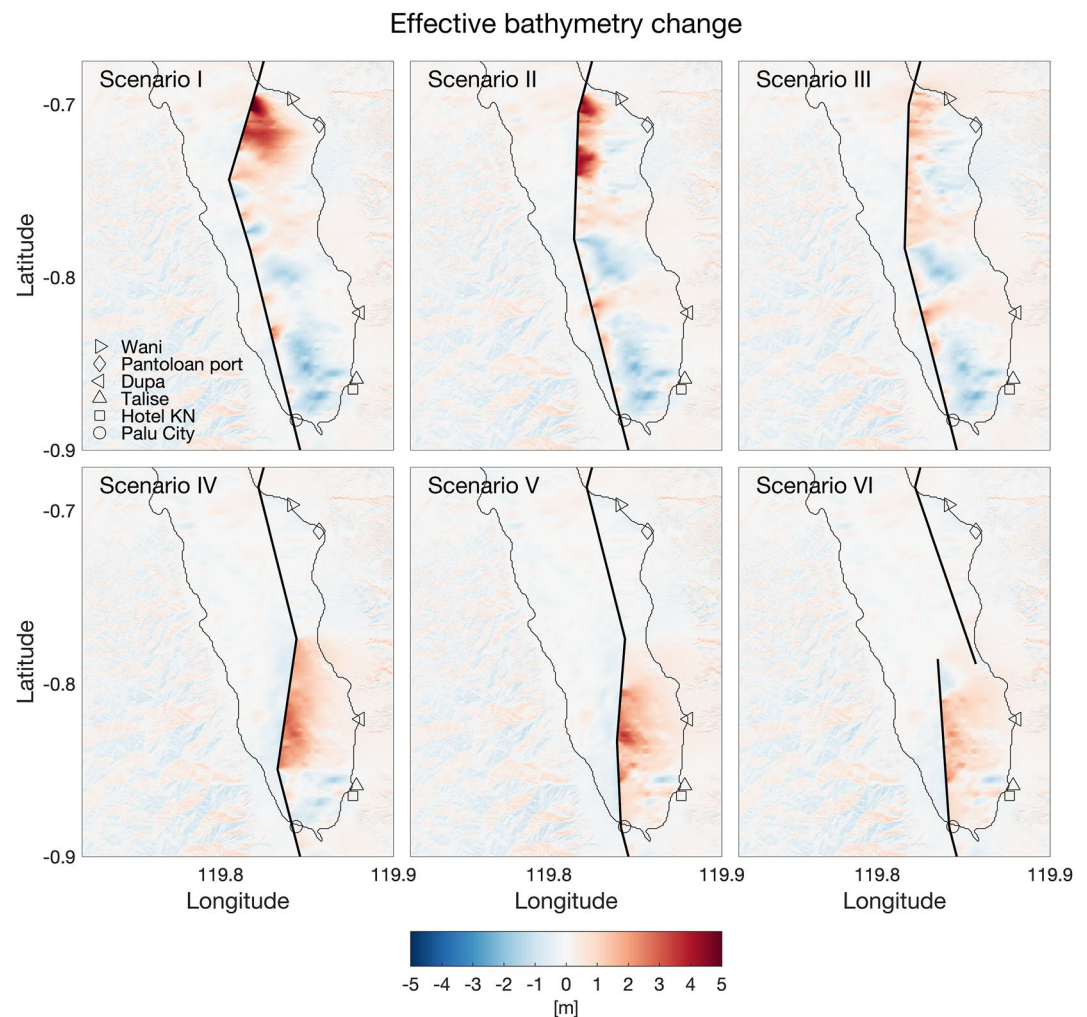 Effective bathymetry change
Scenario I
Scenario II
Scenario III
-0.7
-0.8
-0.9
Latitude
Wani
Pantoloan port
Dupa
Talise
Hotel KN
Palu City
Scenario IV
Scenario V
Scenario VI
-0.7
-0.8
-0.9
Latitude
119.8
119.9
119.8
119.9
119.8
119.9
Longitude
Longitude
Longitude
-5 -4 -3 -2 -1 0 1 2 3 4 5
[m]